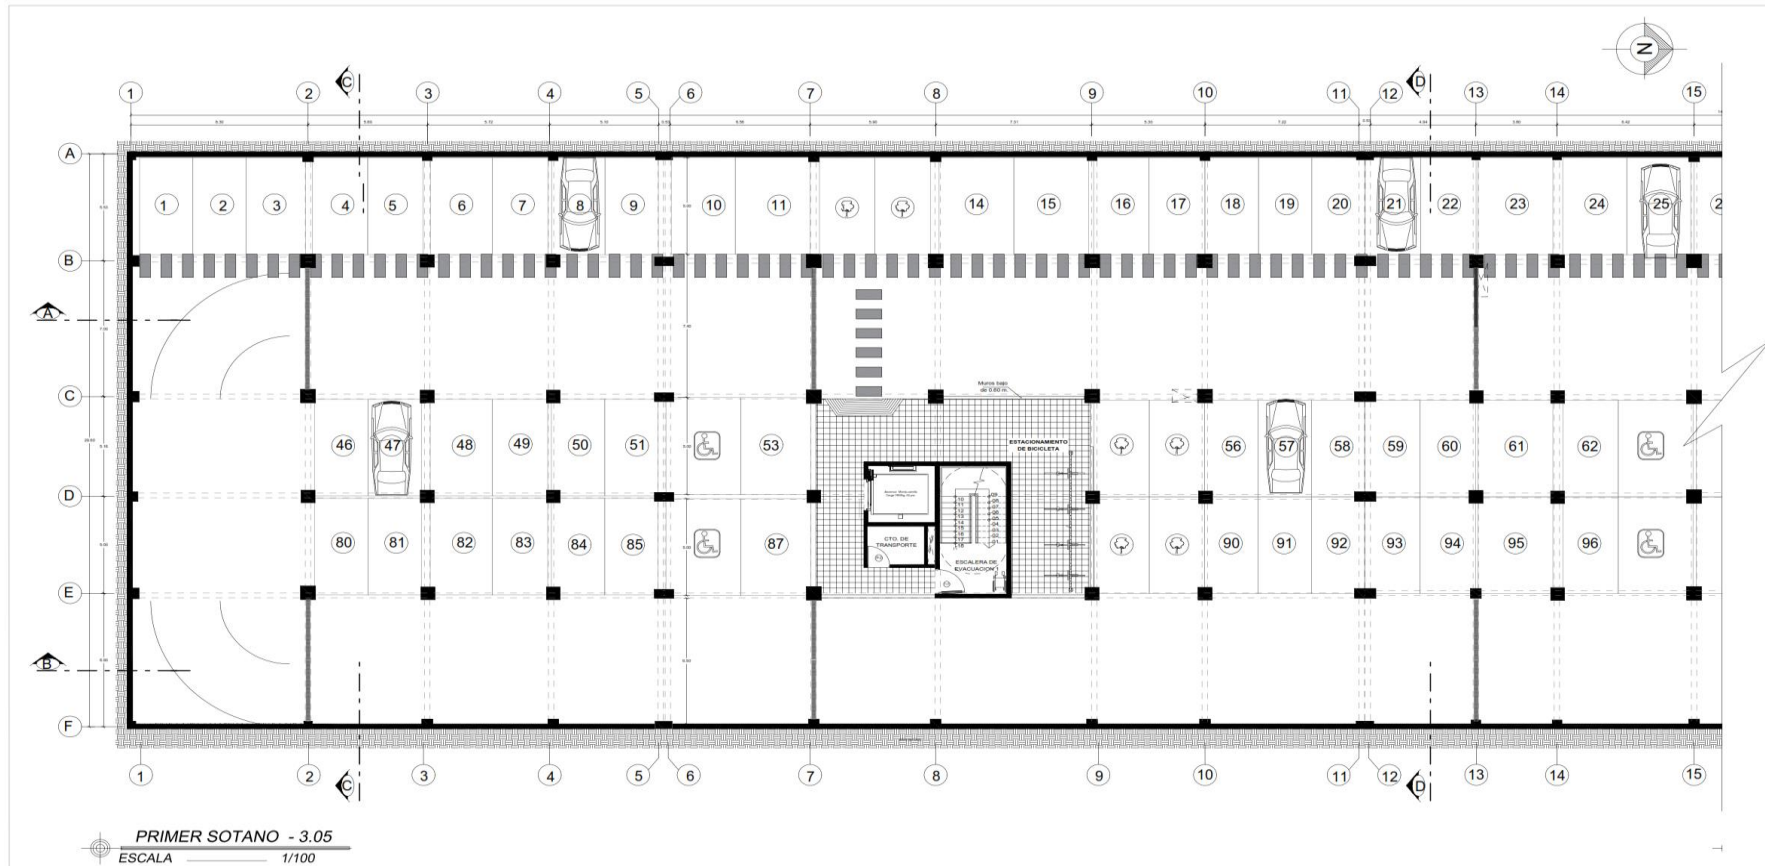 N
C D
1 2 3 4 5 6 7 8 9 10 11 12 13 14 15
A
1 2 3 4 5 6 7 8 9 10 11 14 15 16 17 18 19 20 21 22 23 24 25
B
A
C
Muros bajo
de 0.60 m.
46 47 48 49 50 51 53 56 57 58 59 60 61 62
ESTACIONAMIENTO
DE BICICLETA
D
80 81 82 83 84 85 87 90 91 92 93 94 95 96
CTO. DE
TRANSPORTE
ESCALERA DE
EVACUACION
E
B
F
1 2 3 4 5 6 7 8 9 10 11 12 13 14 15
C D
PRIMER SOTANO - 3.05
ESCALA 1/100